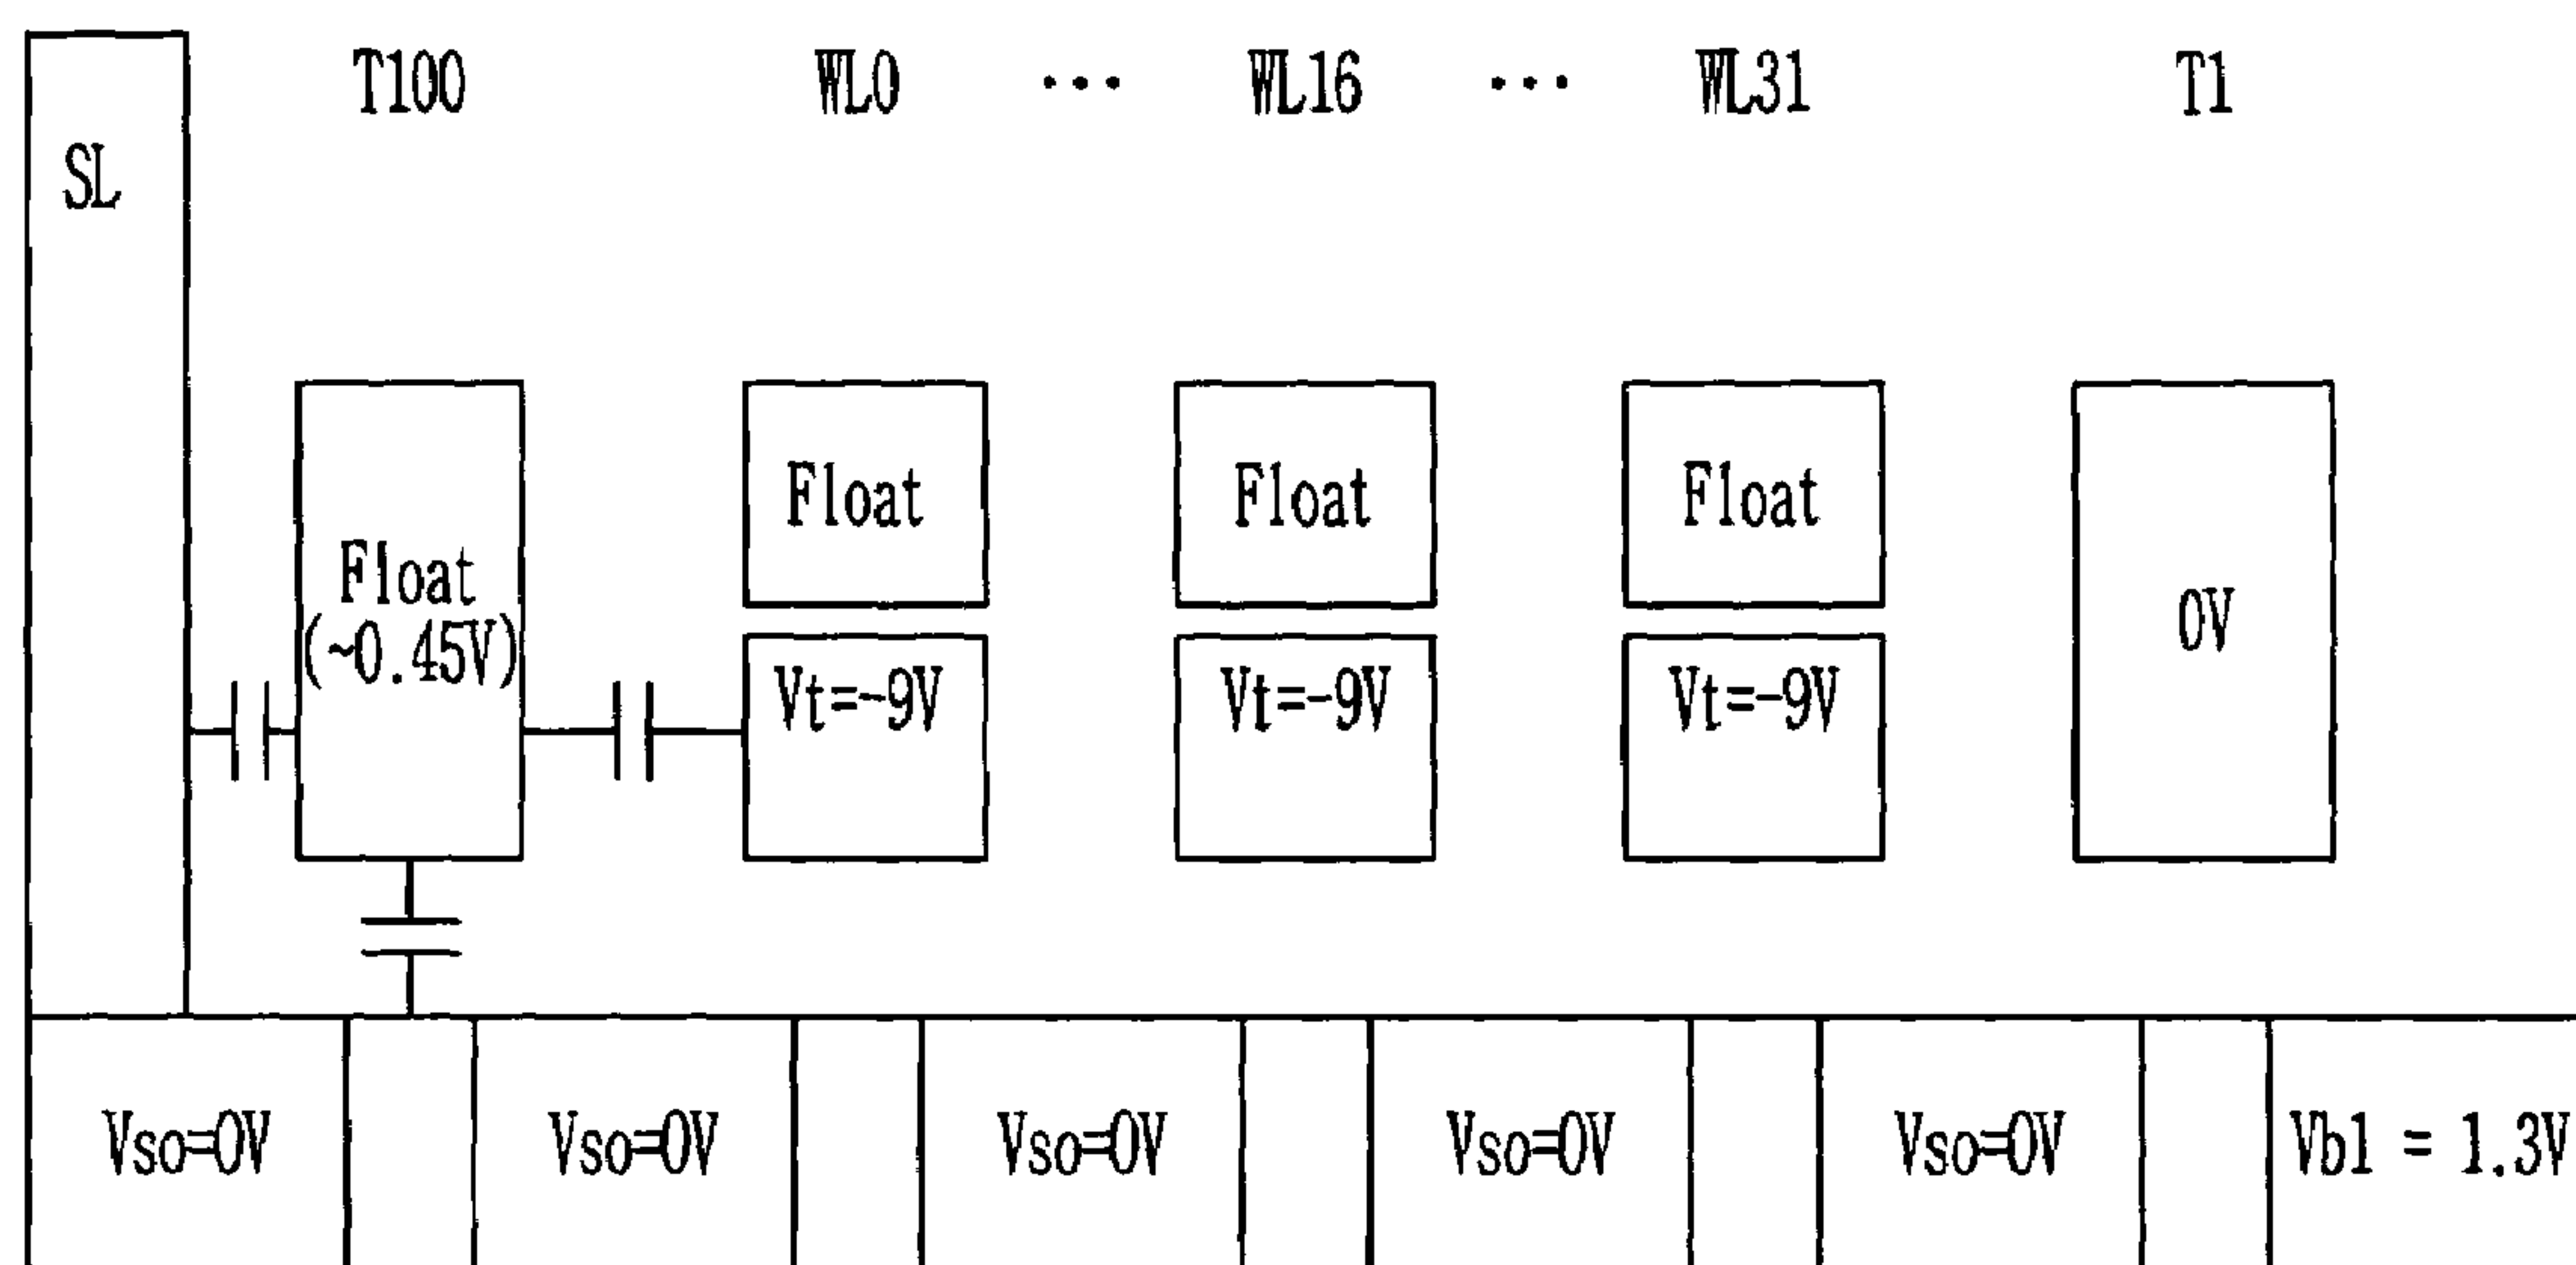 T100 WL0 ... WL16 ... WL31 T1
SL
Float Float Float
Float
(~0.45V)
0V
Vt=-9V Vt=-9V Vt=-9V
Vso=0V Vso=0V Vso=0V Vso=0V Vso=0V Vb1 = 1.3V